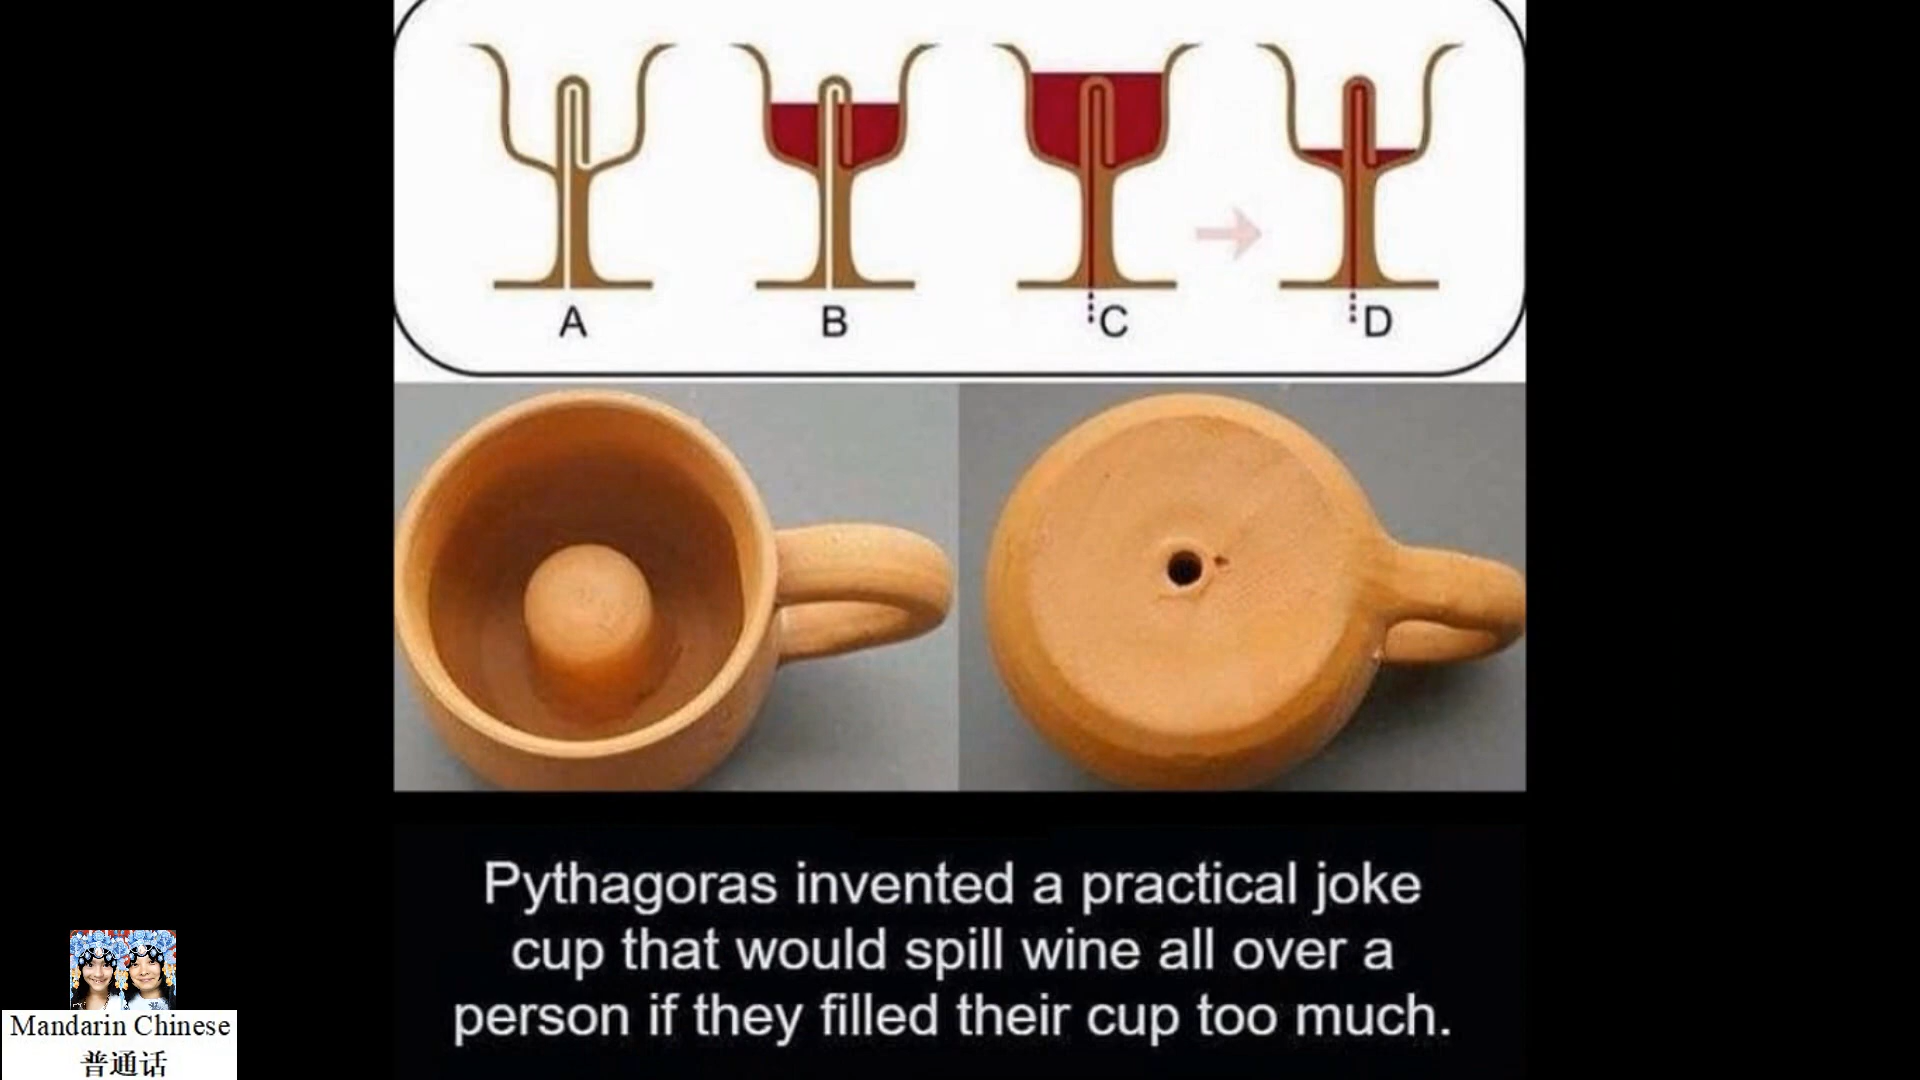 A
B
C
D
Pythagoras invented a practical joke
cup that would spill wine all over a
person if they filled their cup too much.
Mandarin Chinese
普通话